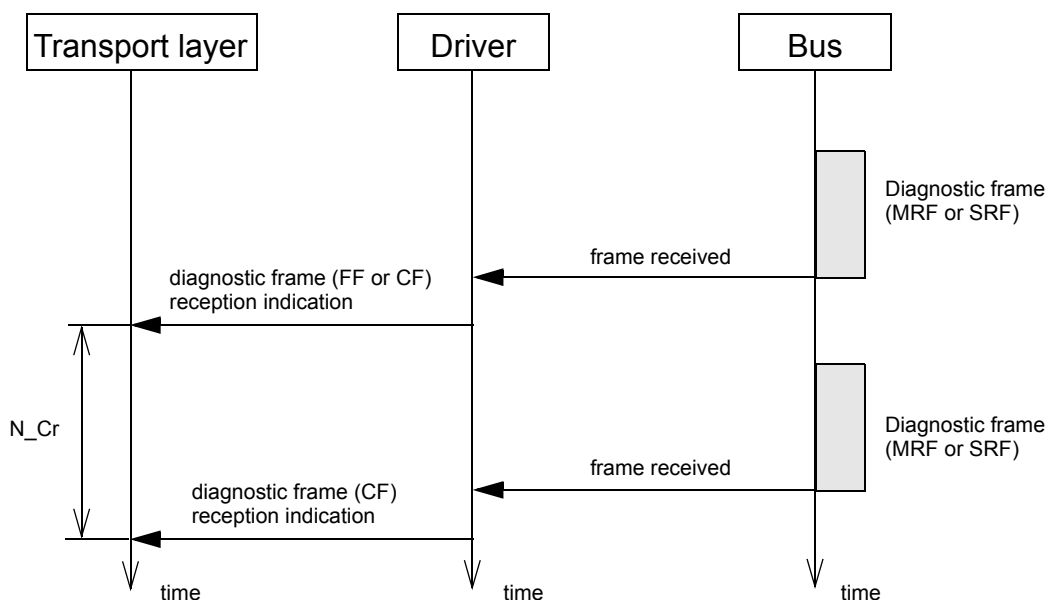 Transport layer
Driver
Bus
Diagnostic frame
(MRF or SRF)
frame received
diagnostic frame (FF or CF)
reception indication
N_Cr
Diagnostic frame
(MRF or SRF)
frame received
diagnostic frame (CF)
reception indication
time
time
time